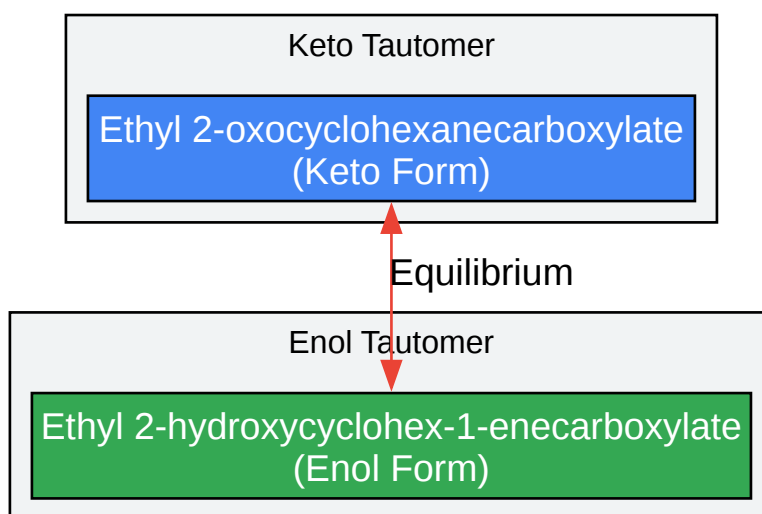 Keto Tautomer
Ethyl 2-oxocyclohexanecarboxylate
(Keto Form)
Equilibrium
Enol Tautomer
Ethyl 2-hydroxycyclohex-1-enecarboxylate
(Enol Form)